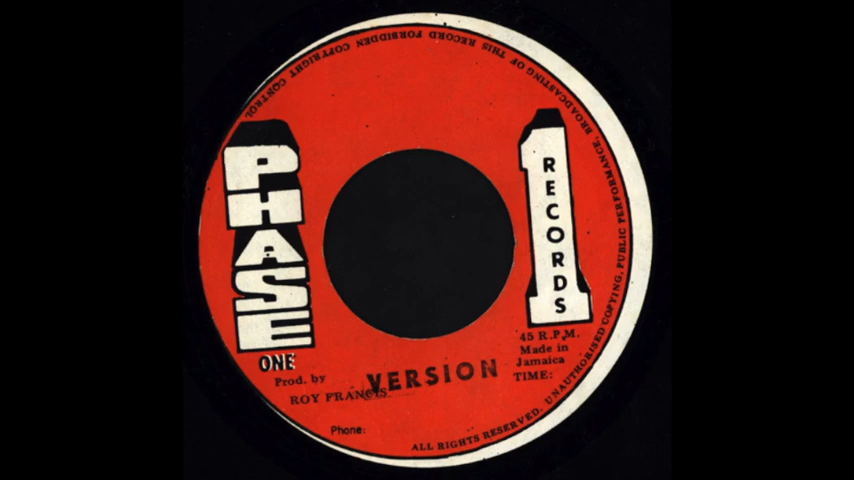 UNAUTHORISED COPYING, PUBLIC PERFORMANCE, BROADCASTING OF THIS RECORD FORBIDDEN COPYRIGHT CONTROL
PHASE
ONE
1
RECORDS
45 R.P.M.
Made in
Jamaica
TIME:
Prod. by
ROY FRANCIS
VERSION
Phone:
ALL RIGHTS RESERVED.